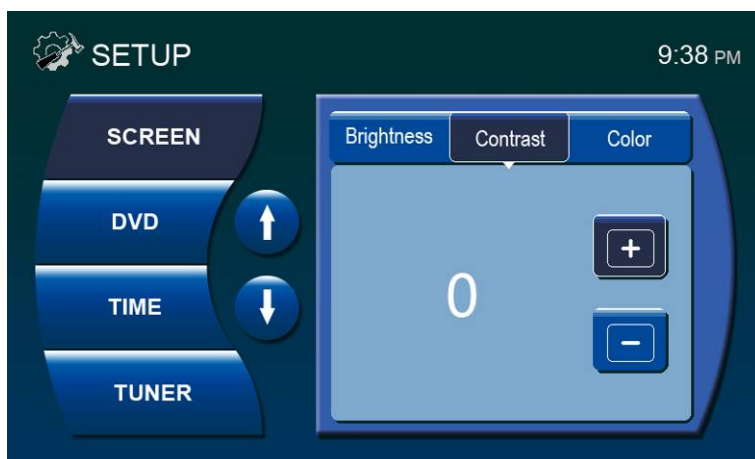 SETUP
9:38 PM
SCREEN
DVD
TIME
TUNER
Brightness
Contrast
Color
0
+
−